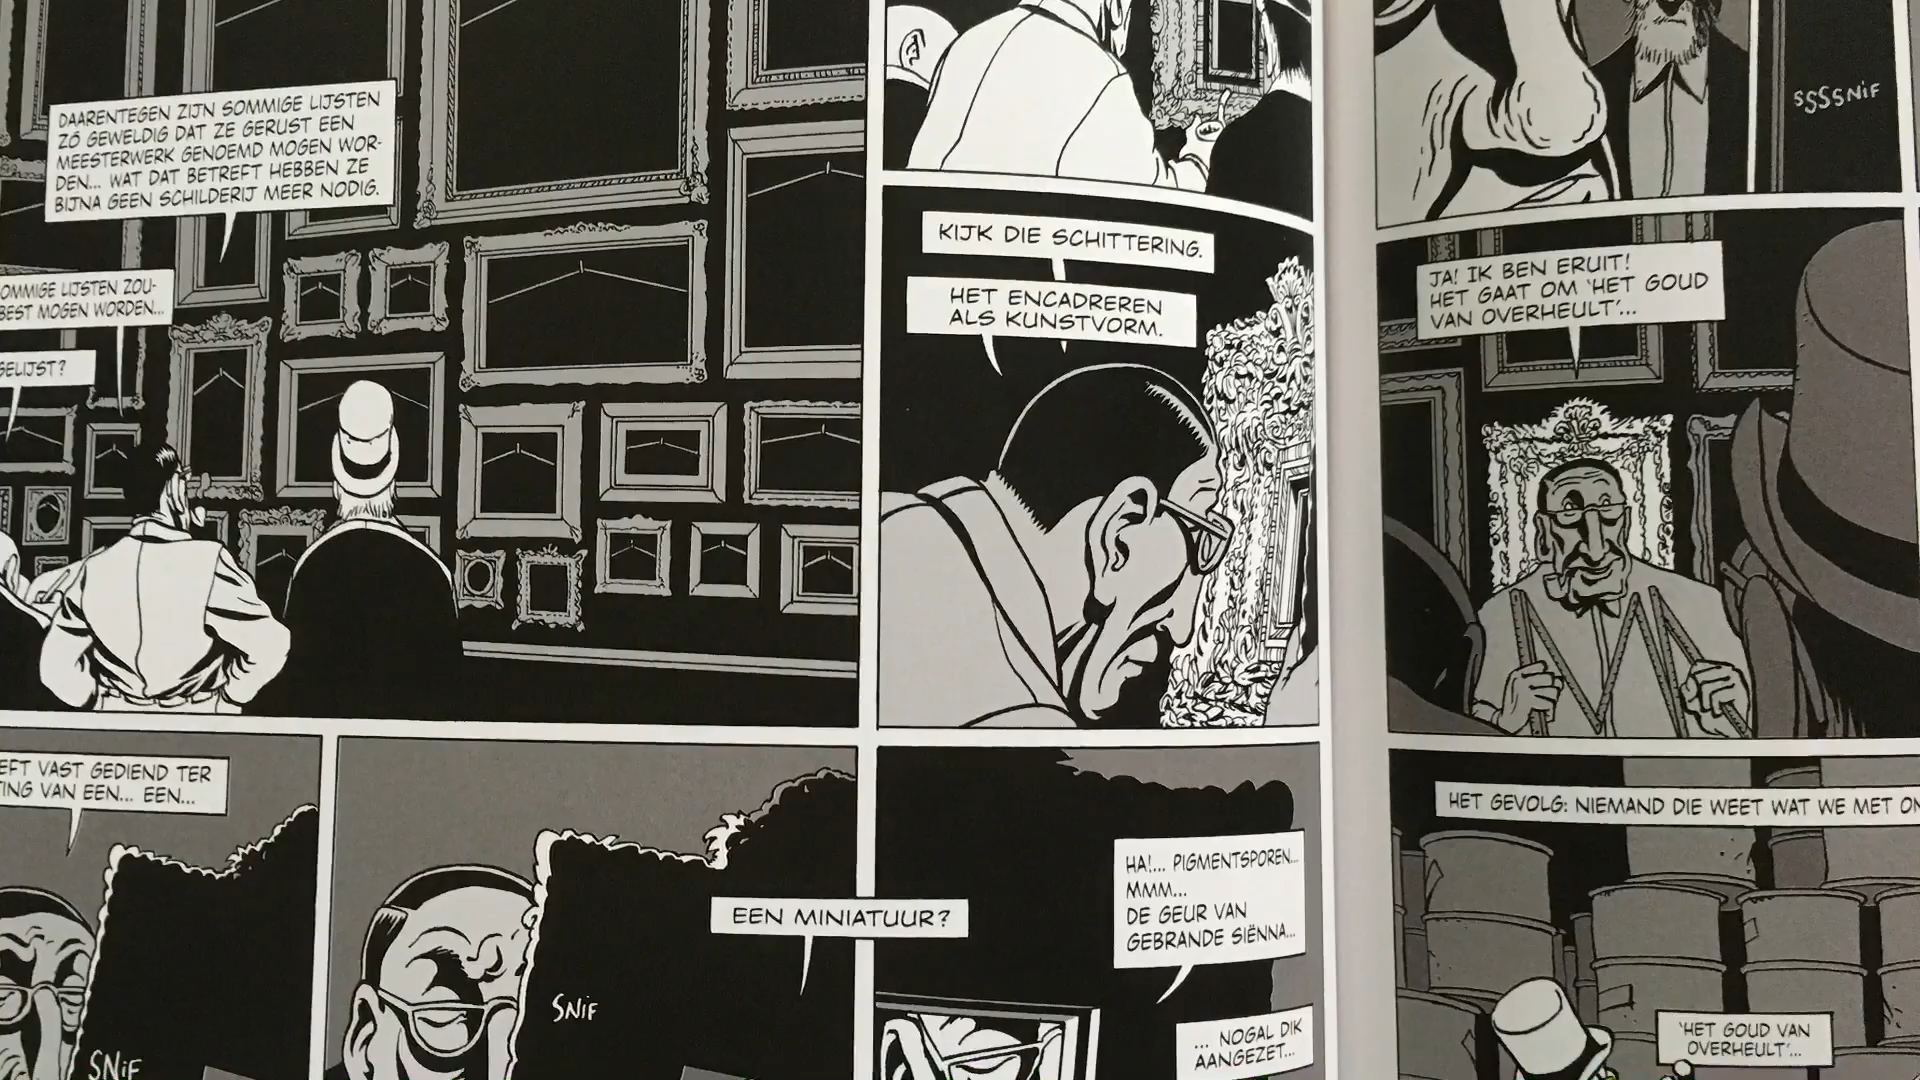 DAARENTEGEN ZIJN SOMMIGE LIJSTEN
ZÓ GEWELDIG DAT ZE GERUST EEN
MEESTERWERK GENOEMD MOGEN WOR-
DEN... WAT DAT BETREFT HEBBEN ZE
BIJNA GEEN SCHILDERIJ MEER NODIG.
OMMIGE LIJSTEN ZOU-
BEST MOGEN WORDEN...
GELIJST?
KIJK DIE SCHITTERING.
HET ENCADREREN
ALS KUNSTVORM.
EFT VAST GEDIEND TER
TING VAN EEN... EEN...
SNiF
SNiF
EEN MINIATUUR?
HA!... PIGMENTSPOREN...
MMM...
DE GEUR VAN
GEBRANDE SIËNNA...
... NOGAL DIK
AANGEZET...
SSSSNiF
JA! IK BEN ERUIT!
HET GAAT OM 'HET GOUD
VAN OVERHEULT'...
HET GEVOLG: NIEMAND DIE WEET WAT WE MET ON
'HET GOUD VAN
OVERHEULT'...